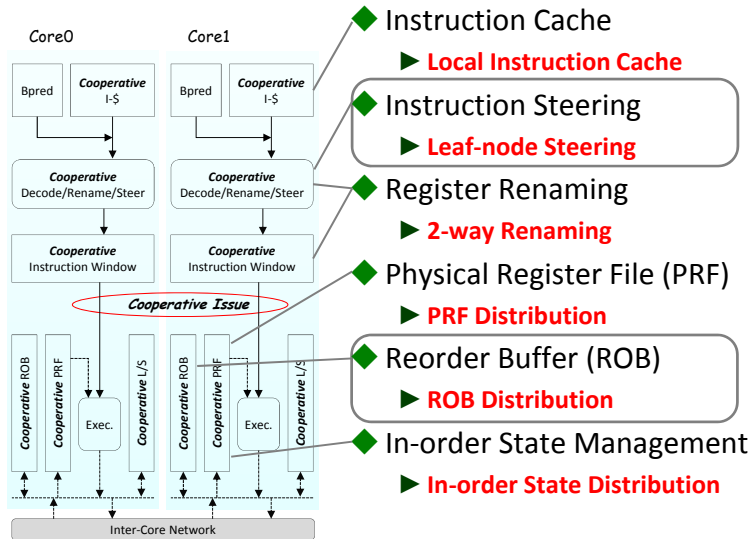 Core0
Core1
Bpred
Cooperative
I-$
Bpred
Cooperative
I-$
Cooperative
Decode/Rename/Steer
Cooperative
Decode/Rename/Steer
Cooperative
Instruction Window
Cooperative
Instruction Window
Cooperative Issue
Cooperative ROB
Cooperative PRF
Exec.
Cooperative L/S
Cooperative ROB
Cooperative PRF
Exec.
Cooperative L/S
Inter-Core Network
Instruction Cache
Local Instruction Cache
Instruction Steering
Leaf-node Steering
Register Renaming
2-way Renaming
Physical Register File (PRF)
PRF Distribution
Reorder Buffer (ROB)
ROB Distribution
In-order State Management
In-order State Distribution